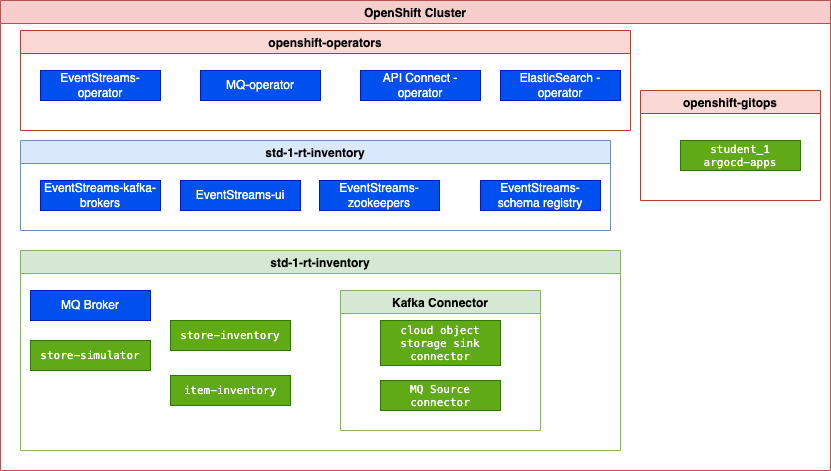 OpenShift Cluster
openshift-operators
EventStreams-
operator
MQ-operator
API Connect -
operator
ElasticSearch -
operator
openshift-gitops
student_1
argocd-apps
std-1-rt-inventory
EventStreams-kafka-
brokers
EventStreams-ui
EventStreams-
zookeepers
EventStreams-
schema registry
std-1-rt-inventory
MQ Broker
store-simulator
store-inventory
item-inventory
Kafka Connector
cloud object
storage sink
connector
MQ Source
connector